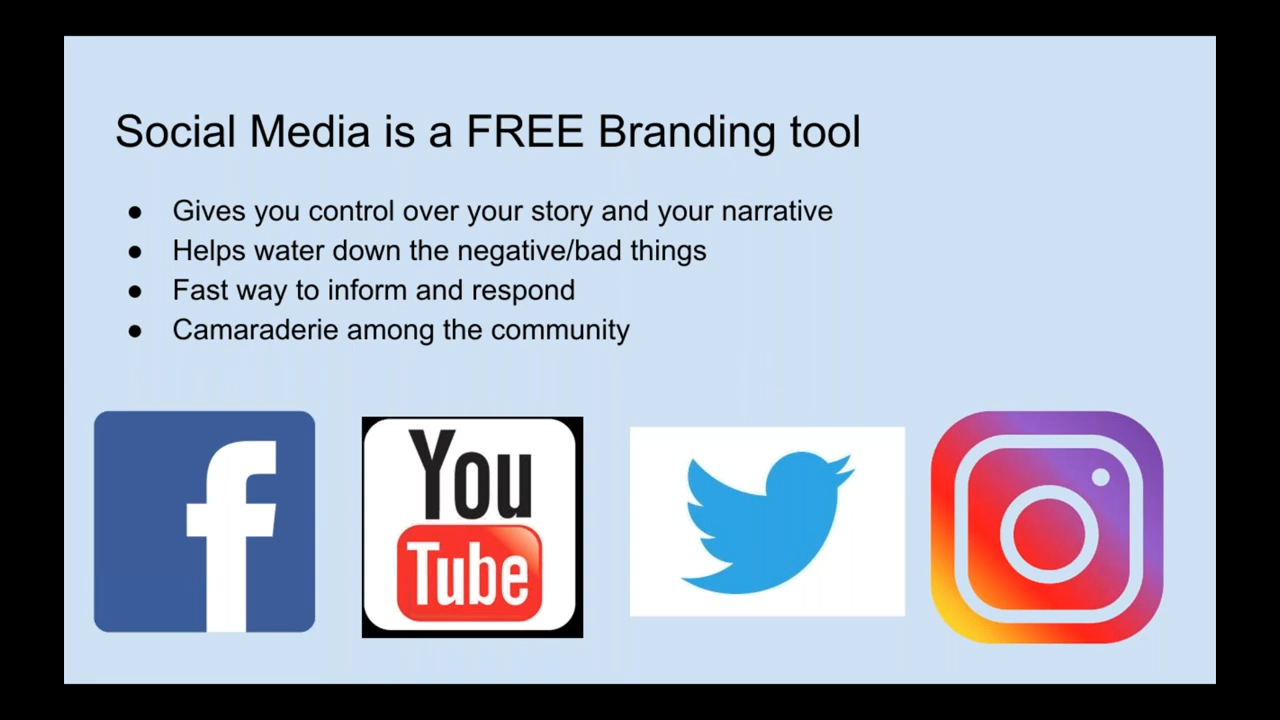 Social Media is a FREE Branding tool
● Gives you control over your story and your narrative
● Helps water down the negative/bad things
● Fast way to inform and respond
● Camaraderie among the community
f
You
Tube